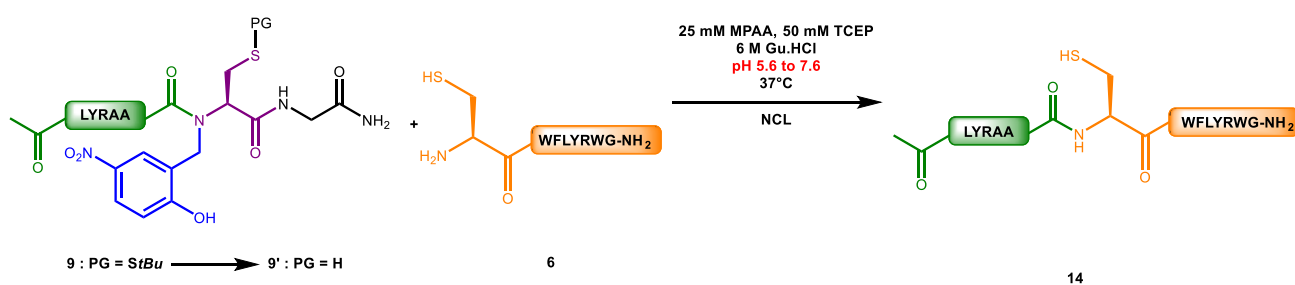 PG
S
O
LYRAA
N
O
H
N
O
NH2
O
O2N
OH
+
HS
H2N
O
WFLYRWG-NH2
25 mM MPAA, 50 mM TCEP
6 M Gu.HCl
pH 5.6 to 7.6
37°C
NCL
HS
O
LYRAA
O
N
H
O
WFLYRWG-NH2
9 : PG = StBu
9' : PG = H
6
14